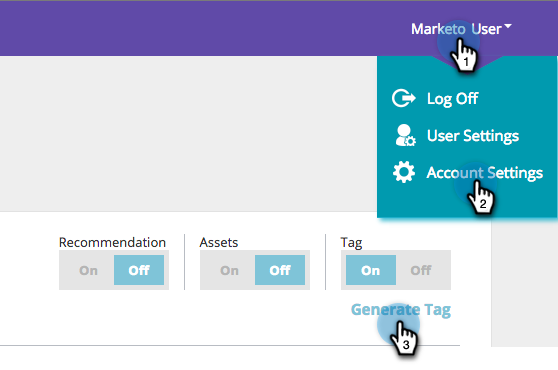 Marketo User
1
Log Off
User Settings
Account Settings
2
Recommendation Assets Tag
On Off On Off On Off
Generate Tag
3